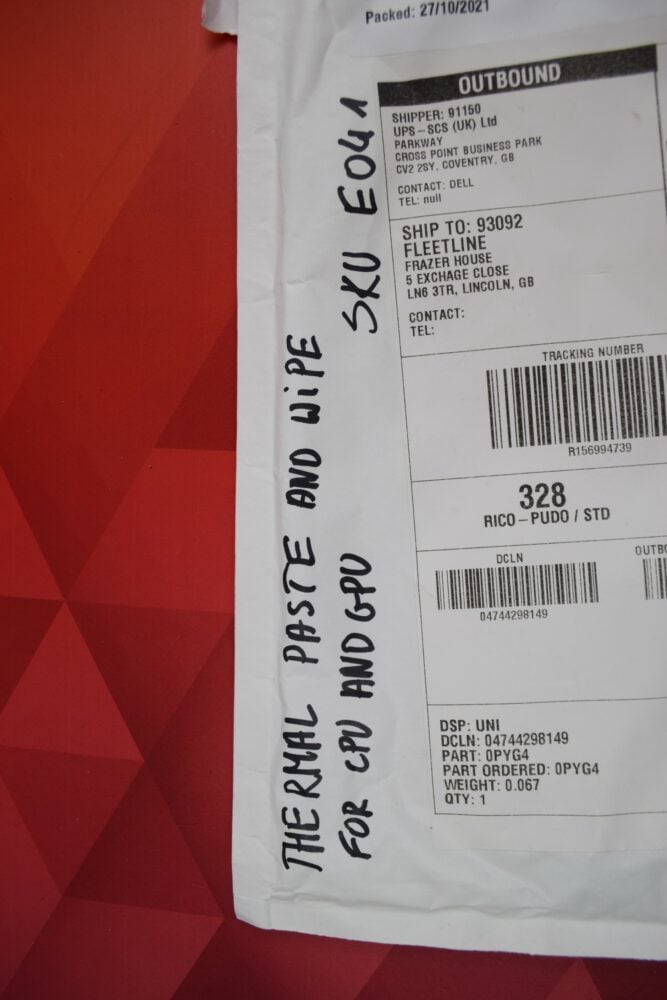 Packed: 27/10/2021
OUTBOUND
SHIPPER: 91150
UPS-SCS (UK) Ltd
PARKWAY
CROSS POINT BUSINESS PARK
CV2 2SY, COVENTRY, GB
CONTACT: DELL
TEL: null
SHIP TO: 93092
FLEETLINE
FRAZER HOUSE
5 EXCHAGE CLOSE
LN6 3TR, LINCOLN, GB
CONTACT:
TEL:
TRACKING NUMBER
R156994739
328
RICO-PUDO / STD
DCLN
04744298149
OUTBO
DSP: UNI
DCLN: 04744298149
PART: 0PYG4
PART ORDERED: 0PYG4
WEIGHT: 0.067
QTY: 1
THERMAL PASTE AND WiPE
FOR CPU AND GPU SKU E041